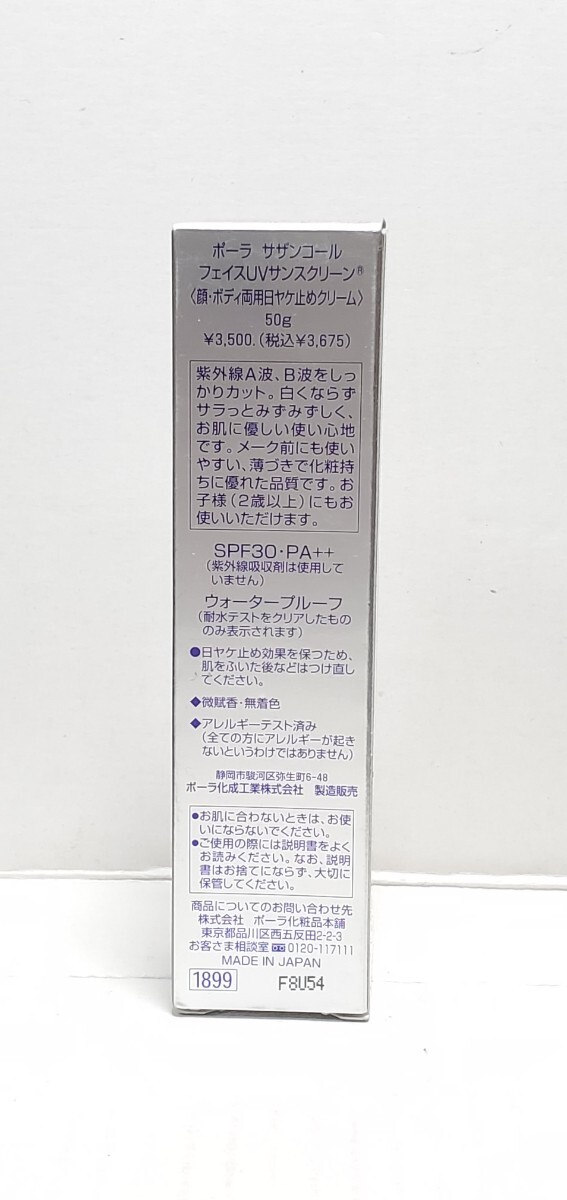 ポーラ サザンコール
フェイスUVサンスクリーン®
〈顔・ボディ両用日ヤケ止めクリーム〉
50g
¥3,500.(税込¥3,675)
紫外線A波、B波をしっ
かりカット。白くならず
サラっとみずみずしく、
お肌に優しい使い心地
です。メーク前にも使い
やすい、薄づきで化粧持
ちに優れた品質です。お
子様(2歳以上)にもお
使いいただけます。
SPF30・PA++
(紫外線吸収剤は使用して
いません)
ウォータープルーフ
(耐水テストをクリアしたもの
のみ表示されます)
●日ヤケ止め効果を保つため、
肌をふいた後などはつけ直し
てください。
◆微賦香・無着色
◆アレルギーテスト済み
(全ての方にアレルギーが起き
ないというわけではありません)
静岡市駿河区弥生町6-48
ポーラ化成工業株式会社 製造販売
●お肌に合わないときは、お使
いにならないでください。
●ご使用の際には説明書をよく
お読みください。なお、説明
書はお捨てにならず、大切に
保管してください。
商品についてのお問い合わせ先
株式会社 ポーラ化粧品本舗
東京都品川区西五反田2-2-3
お客さま相談室 0120-117111
MADE IN JAPAN
1899 F8U54